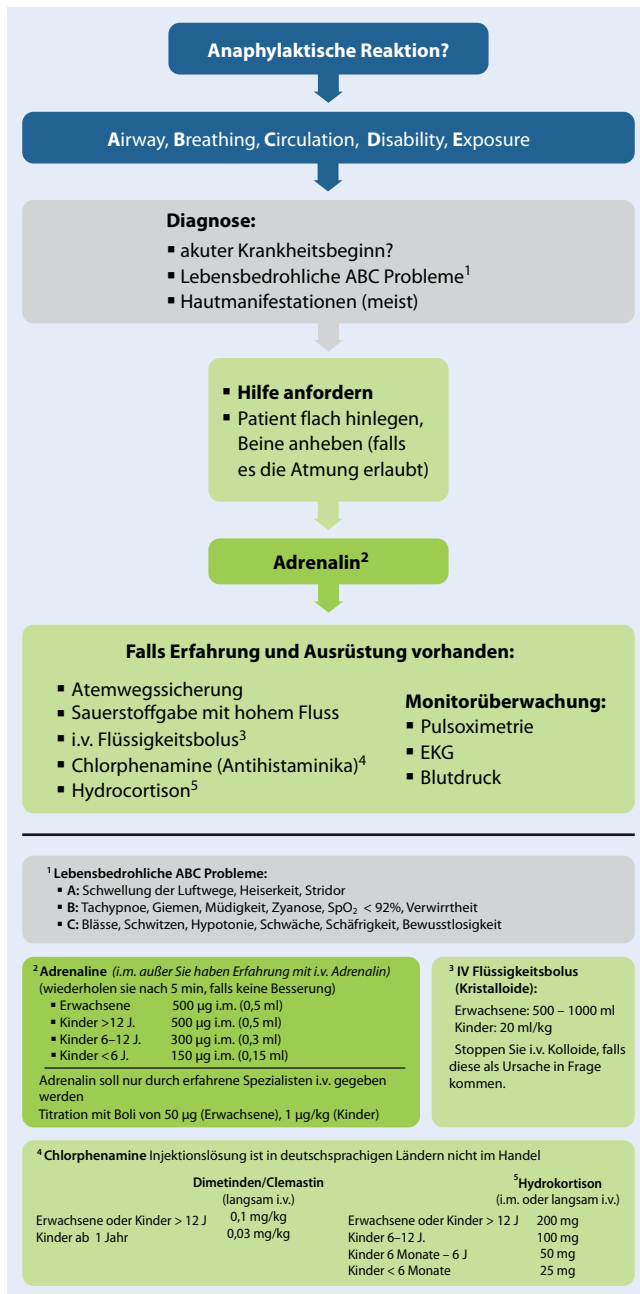 Anaphylaktische Reaktion?
Airway, Breathing, Circulation, Disability, Exposure
Diagnose:
▪ akuter Krankheitsbeginn?
▪ Lebensbedrohliche ABC Probleme¹
▪ Hautmanifestationen (meist)
▪ Hilfe anfordern
▪ Patient flach hinlegen,
Beine anheben (falls
es die Atmung erlaubt)
Adrenalin²
Falls Erfahrung und Ausrüstung vorhanden:
▪ Atemwegssicherung
▪ Sauerstoffgabe mit hohem Fluss
▪ i.v. Flüssigkeitsbolus³
▪ Chlorphenamine (Antihistaminika)⁴
▪ Hydrocortison⁵
Monitorüberwachung:
▪ Pulsoximetrie
▪ EKG
▪ Blutdruck
¹ Lebensbedrohliche ABC Probleme:
▪ A: Schwellung der Luftwege, Heiserkeit, Stridor
▪ B: Tachypnoe, Giemen, Müdigkeit, Zyanose, SpO₂ < 92%, Verwirrtheit
▪ C: Blässe, Schwitzen, Hypotonie, Schwäche, Schäfrigkeit, Bewusstlosigkeit
² Adrenaline (i.m. außer Sie haben Erfahrung mit i.v. Adrenalin)
(wiederholen sie nach 5 min, falls keine Besserung)
▪ Erwachsene 500 µg i.m. (0,5 ml)
▪ Kinder >12 J. 500 µg i.m. (0,5 ml)
▪ Kinder 6–12 J. 300 µg i.m. (0,3 ml)
▪ Kinder <6 J. 150 µg i.m. (0,15 ml)
Adrenalin soll nur durch erfahrene Spezialisten i.v. gegeben
werden
Titration mit Boli von 50 µg (Erwachsene), 1 µg/kg (Kinder)
³ IV Flüssigkeitsbolus
(Kristalloide):
Erwachsene: 500 – 1000 ml
Kinder: 20 ml/kg
Stoppen Sie i.v. Kolloide, falls
diese als Ursache in Frage
kommen.
⁴ Chlorphenamine Injektionslösung ist in deutschsprachigen Ländern nicht im Handel
Dimetinden/Clemastin
(langsam i.v.)
Erwachsene oder Kinder > 12 J 0,1 mg/kg
Kinder ab 1 Jahr 0,03 mg/kg
⁵Hydrokortison
(i.m. oder langsam i.v.)
Erwachsene oder Kinder > 12 J 200 mg
Kinder 6–12 J. 100 mg
Kinder 6 Monate – 6 J 50 mg
Kinder < 6 Monate 25 mg